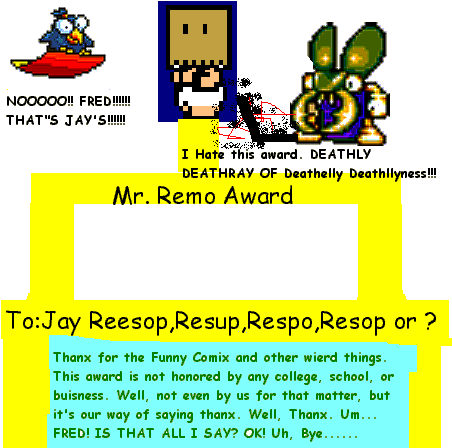 NOOOOO!! FRED!!!!!!
THAT"S JAY'S!!!!!!
I Hate this award. DEATHLY
DEATHRAY OF Deathelly Deathllyness!!!
Mr. Remo Award
To:Jay Reesop,Resup,Respo,Resop or ?
Thanx for the Funny Comix and other wierd things.
This award is not honored by any college, school, or
buisness. Well, not even by us for that matter, but
it's our way of saying thanx. Well, Thanx. Um...
FRED! IS THAT ALL I SAY? OK! Uh, Bye......